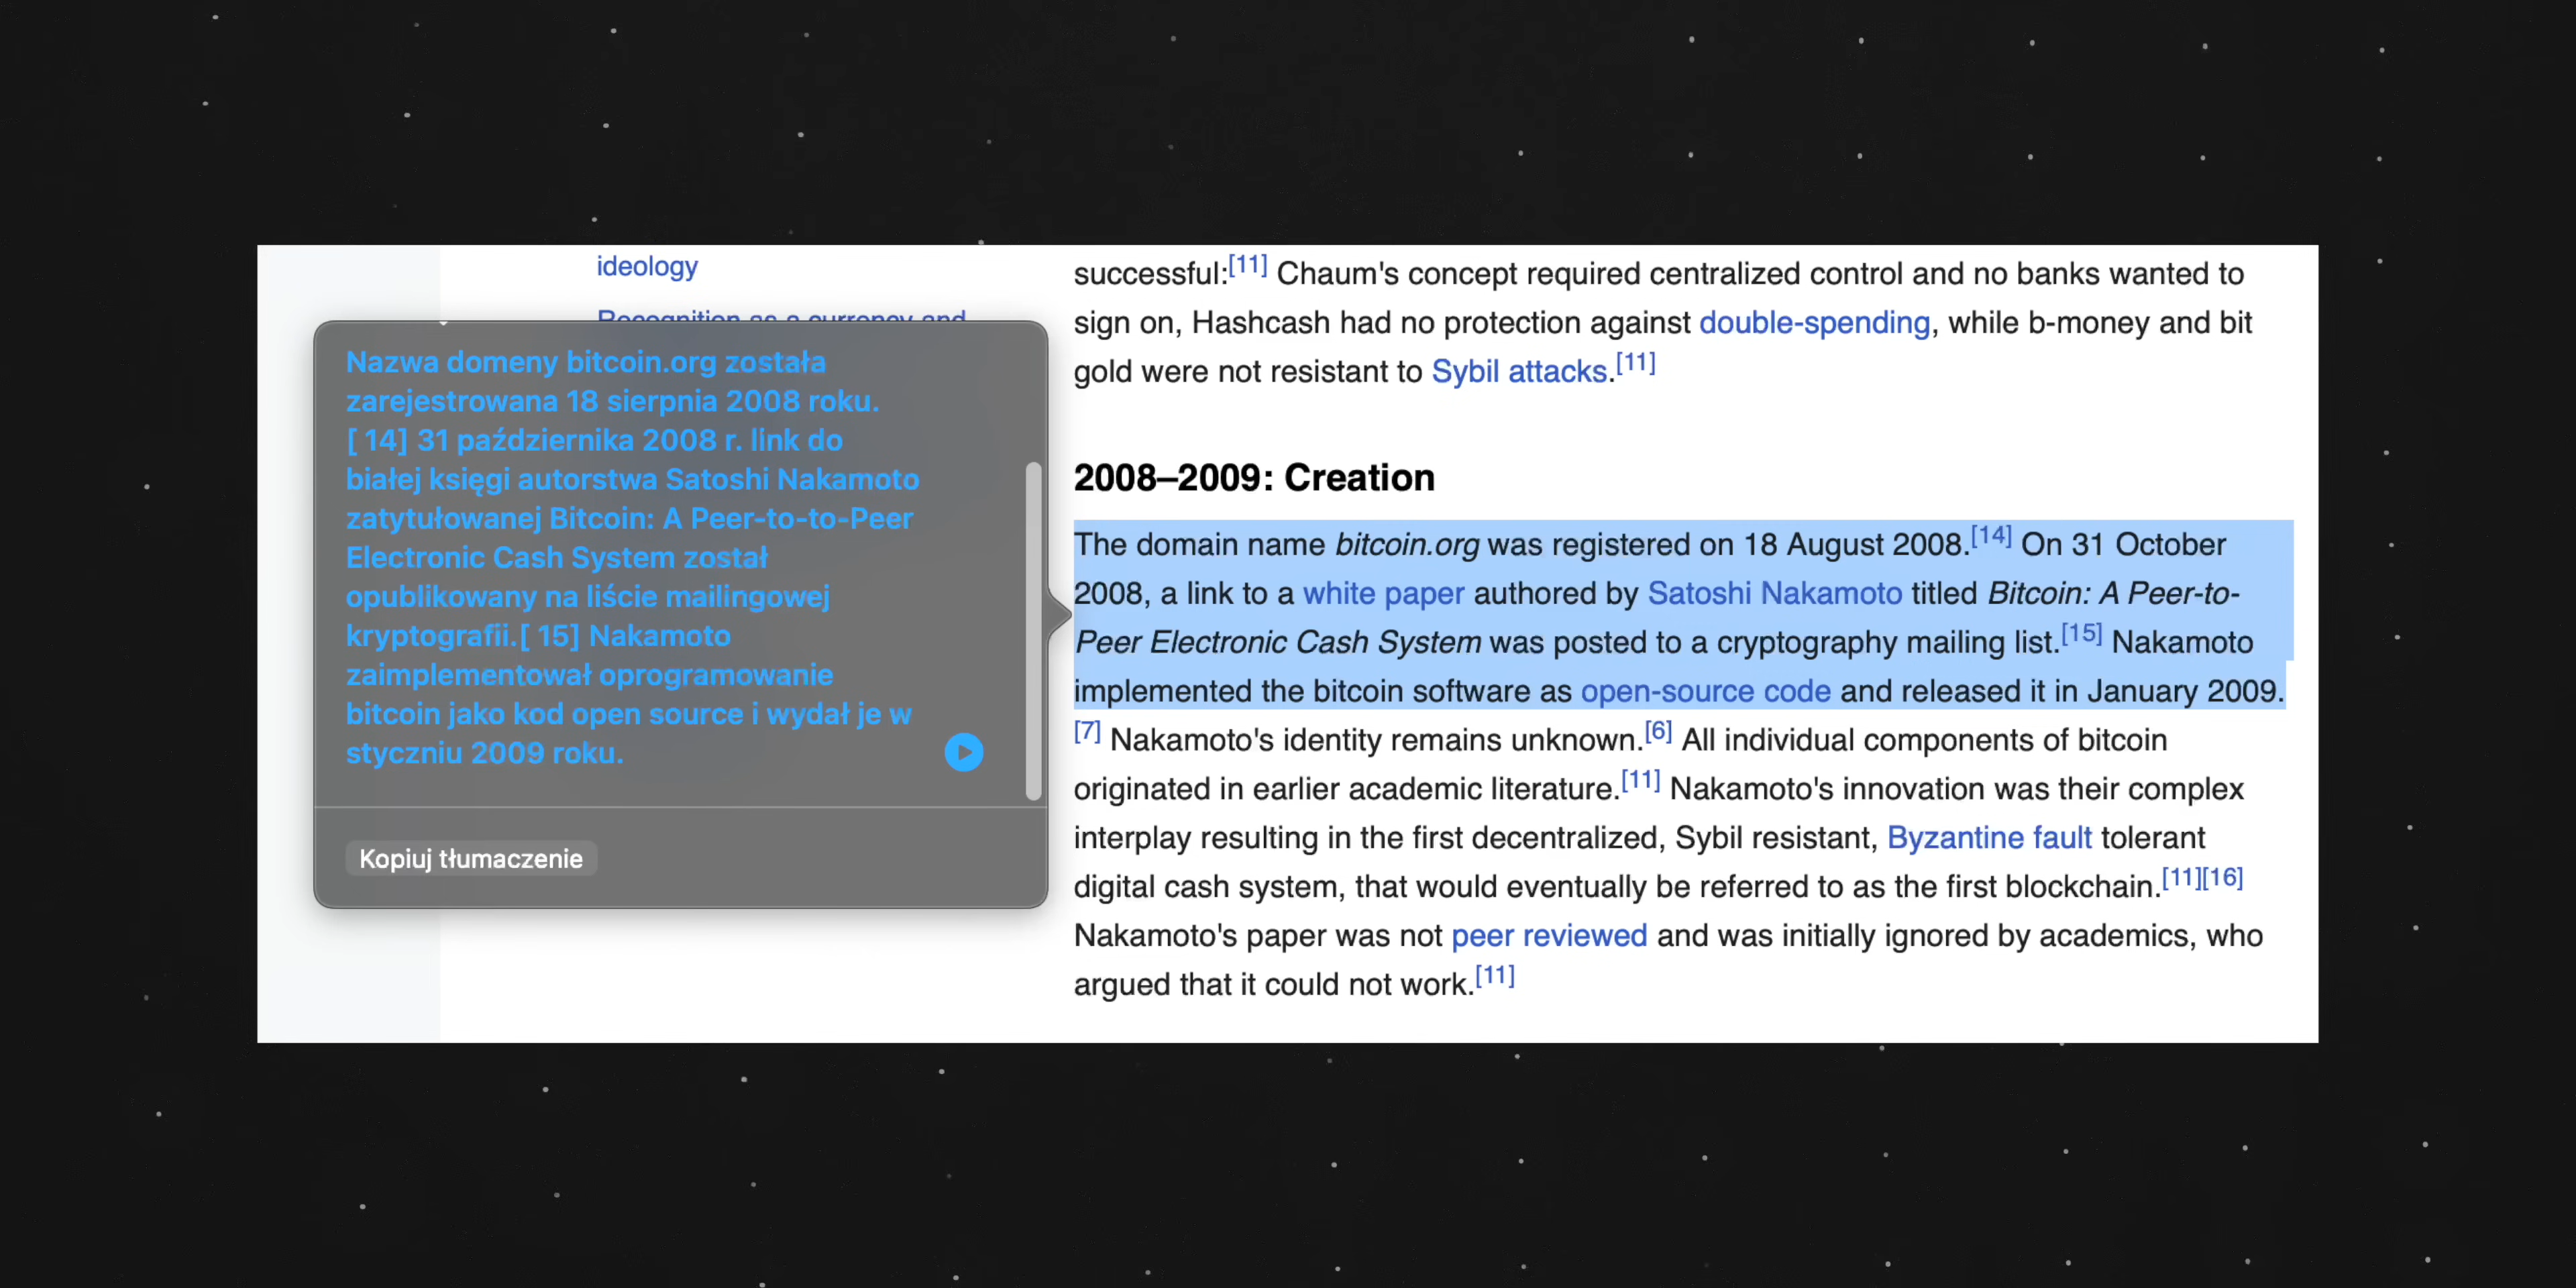 ideology
Recognition as a currency and
Nazwa domeny bitcoin.org została
zarejestrowana 18 sierpnia 2008 roku.
[ 14] 31 października 2008 r. link do
białej księgi autorstwa Satoshi Nakamoto
zatytułowanej Bitcoin: A Peer-to-to-Peer
Electronic Cash System został
opublikowany na liście mailingowej
kryptografii.[ 15] Nakamoto
zaimplementował oprogramowanie
bitcoin jako kod open source i wydał je w
styczniu 2009 roku.
Kopiuj tłumaczenie
successful:[11] Chaum's concept required centralized control and no banks wanted to
sign on, Hashcash had no protection against double-spending, while b-money and bit
gold were not resistant to Sybil attacks.[11]
2008–2009: Creation
The domain name bitcoin.org was registered on 18 August 2008.[14] On 31 October
2008, a link to a white paper authored by Satoshi Nakamoto titled Bitcoin: A Peer-to-
Peer Electronic Cash System was posted to a cryptography mailing list.[15] Nakamoto
implemented the bitcoin software as open-source code and released it in January 2009.
[7] Nakamoto's identity remains unknown.[6] All individual components of bitcoin
originated in earlier academic literature.[11] Nakamoto's innovation was their complex
interplay resulting in the first decentralized, Sybil resistant, Byzantine fault tolerant
digital cash system, that would eventually be referred to as the first blockchain.[11][16]
Nakamoto's paper was not peer reviewed and was initially ignored by academics, who
argued that it could not work.[11]